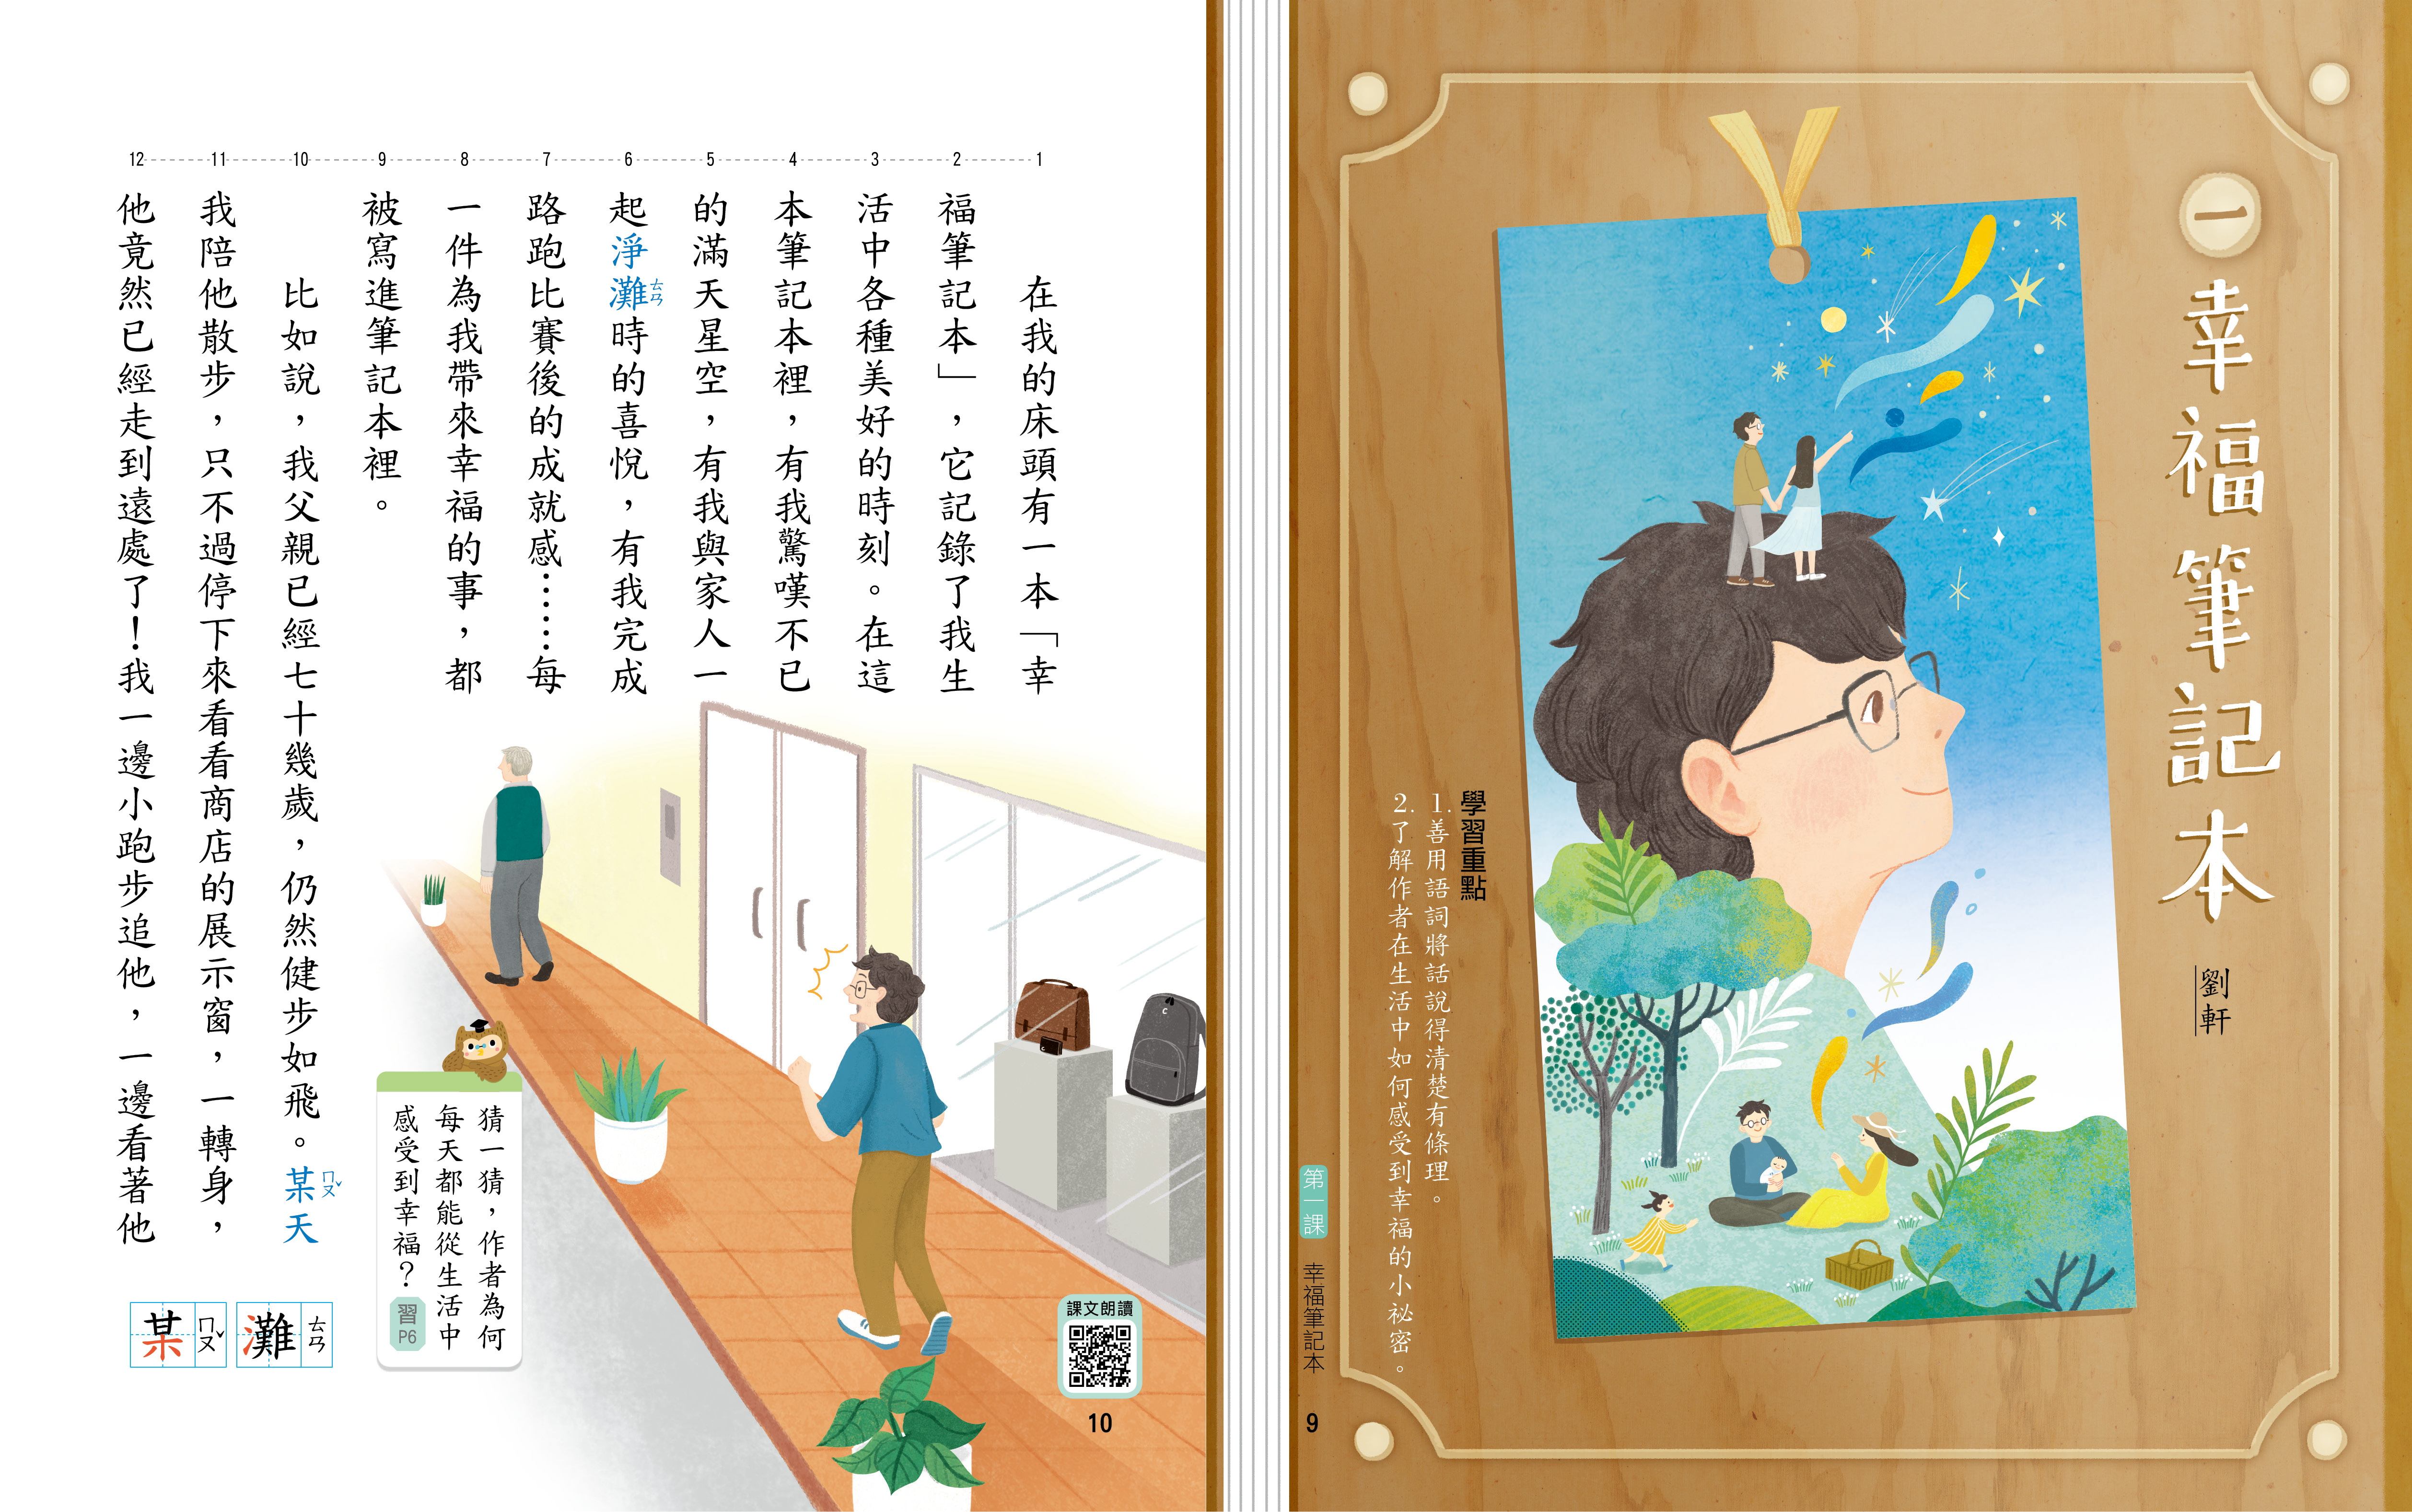 一
幸福筆記本
劉軒
學習重點
1.善用語詞將話說得清楚有條理。
2.了解作者在生活中如何感受到幸福的小祕密。
第一課
幸福筆記本
9
1
2
3
4
5
6
7
8
9
10
11
12
在我的床頭有一本「幸
福筆記本」，它記錄了我生
活中各種美好的時刻。在這
本筆記本裡，有我驚嘆不已
的滿天星空，有我與家人一
起淨灘ㄊㄢ時的喜悅，有我完成
路跑比賽後的成就感……每
一件為我帶來幸福的事，都
被寫進筆記本裡。
比如說，我父親已經七十幾歲，仍然健步如飛。某ㄇㄡˇ天
我陪他散步，只不過停下來看看商店的展示窗，一轉身，
他竟然已經走到遠處了！我一邊小跑步追他，一邊看著他
猜一猜，作者為何
每天都能從生活中
感受到幸福？
習
P6
灘 ㄊㄢ
某 ㄇㄡˇ
課文朗讀
10
C
C